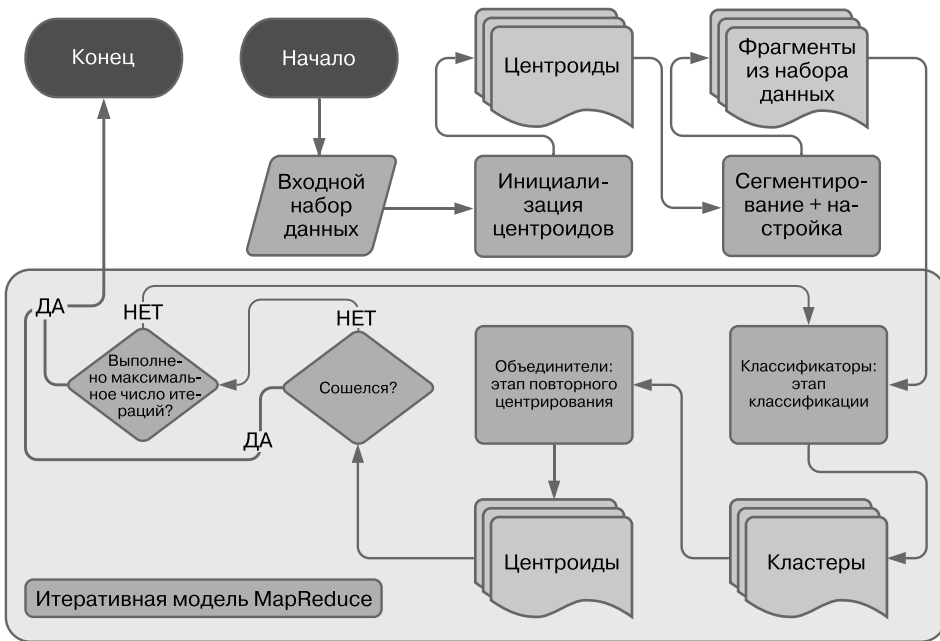 Конец
Начало
Центроиды
Фрагменты
из набора
данных
Входной
набор
данных
Инициали-
зация
центроидов
Сегментиро-
вание + на-
стройка
ДА
НЕТ
НЕТ
Выполне-
но максималь-
ное число ите-
раций?
Сошелся?
Объединители:
этап повторного
центрирования
Классификаторы:
этап
классификации
ДА
Центроиды
Кластеры
Итеративная модель MapReduce